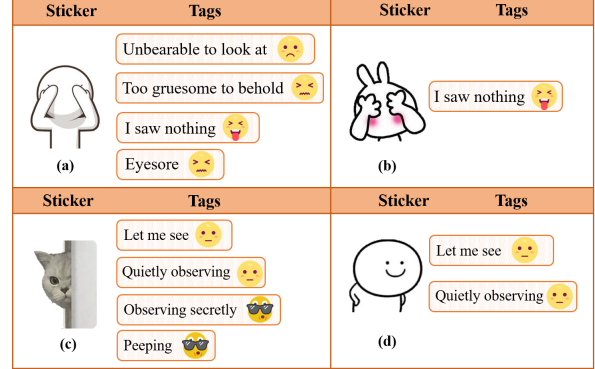 Sticker Tags
Unbearable to look at
Too gruesome to behold
I saw nothing
Eyesore
(a)
Sticker Tags
I saw nothing
(b)
Sticker Tags
Let me see
Quietly observing
Observing secretly
Peeping
(c)
Sticker Tags
Let me see
Quietly observing
(d)